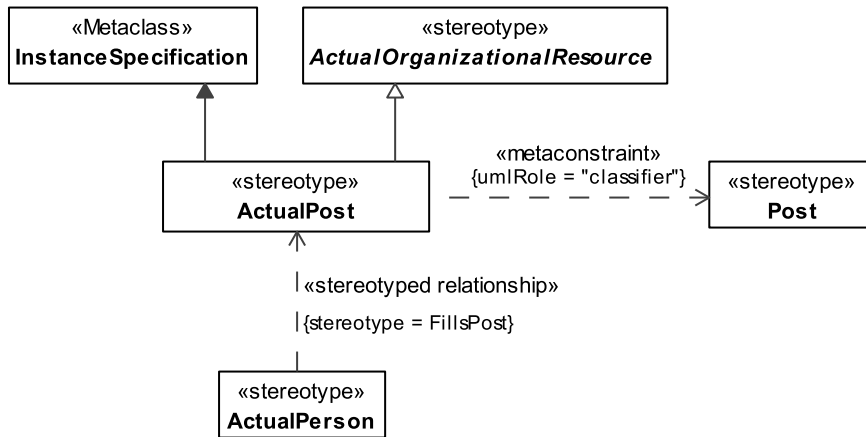 «Metaclass»
InstanceSpecification
«stereotype»
ActualOrganizationalResource
«stereotype»
ActualPost
«metaconstraint»
{umlRole = "classifier"}
«stereotype»
Post
«stereotyped relationship»
{stereotype = FillsPost}
«stereotype»
ActualPerson